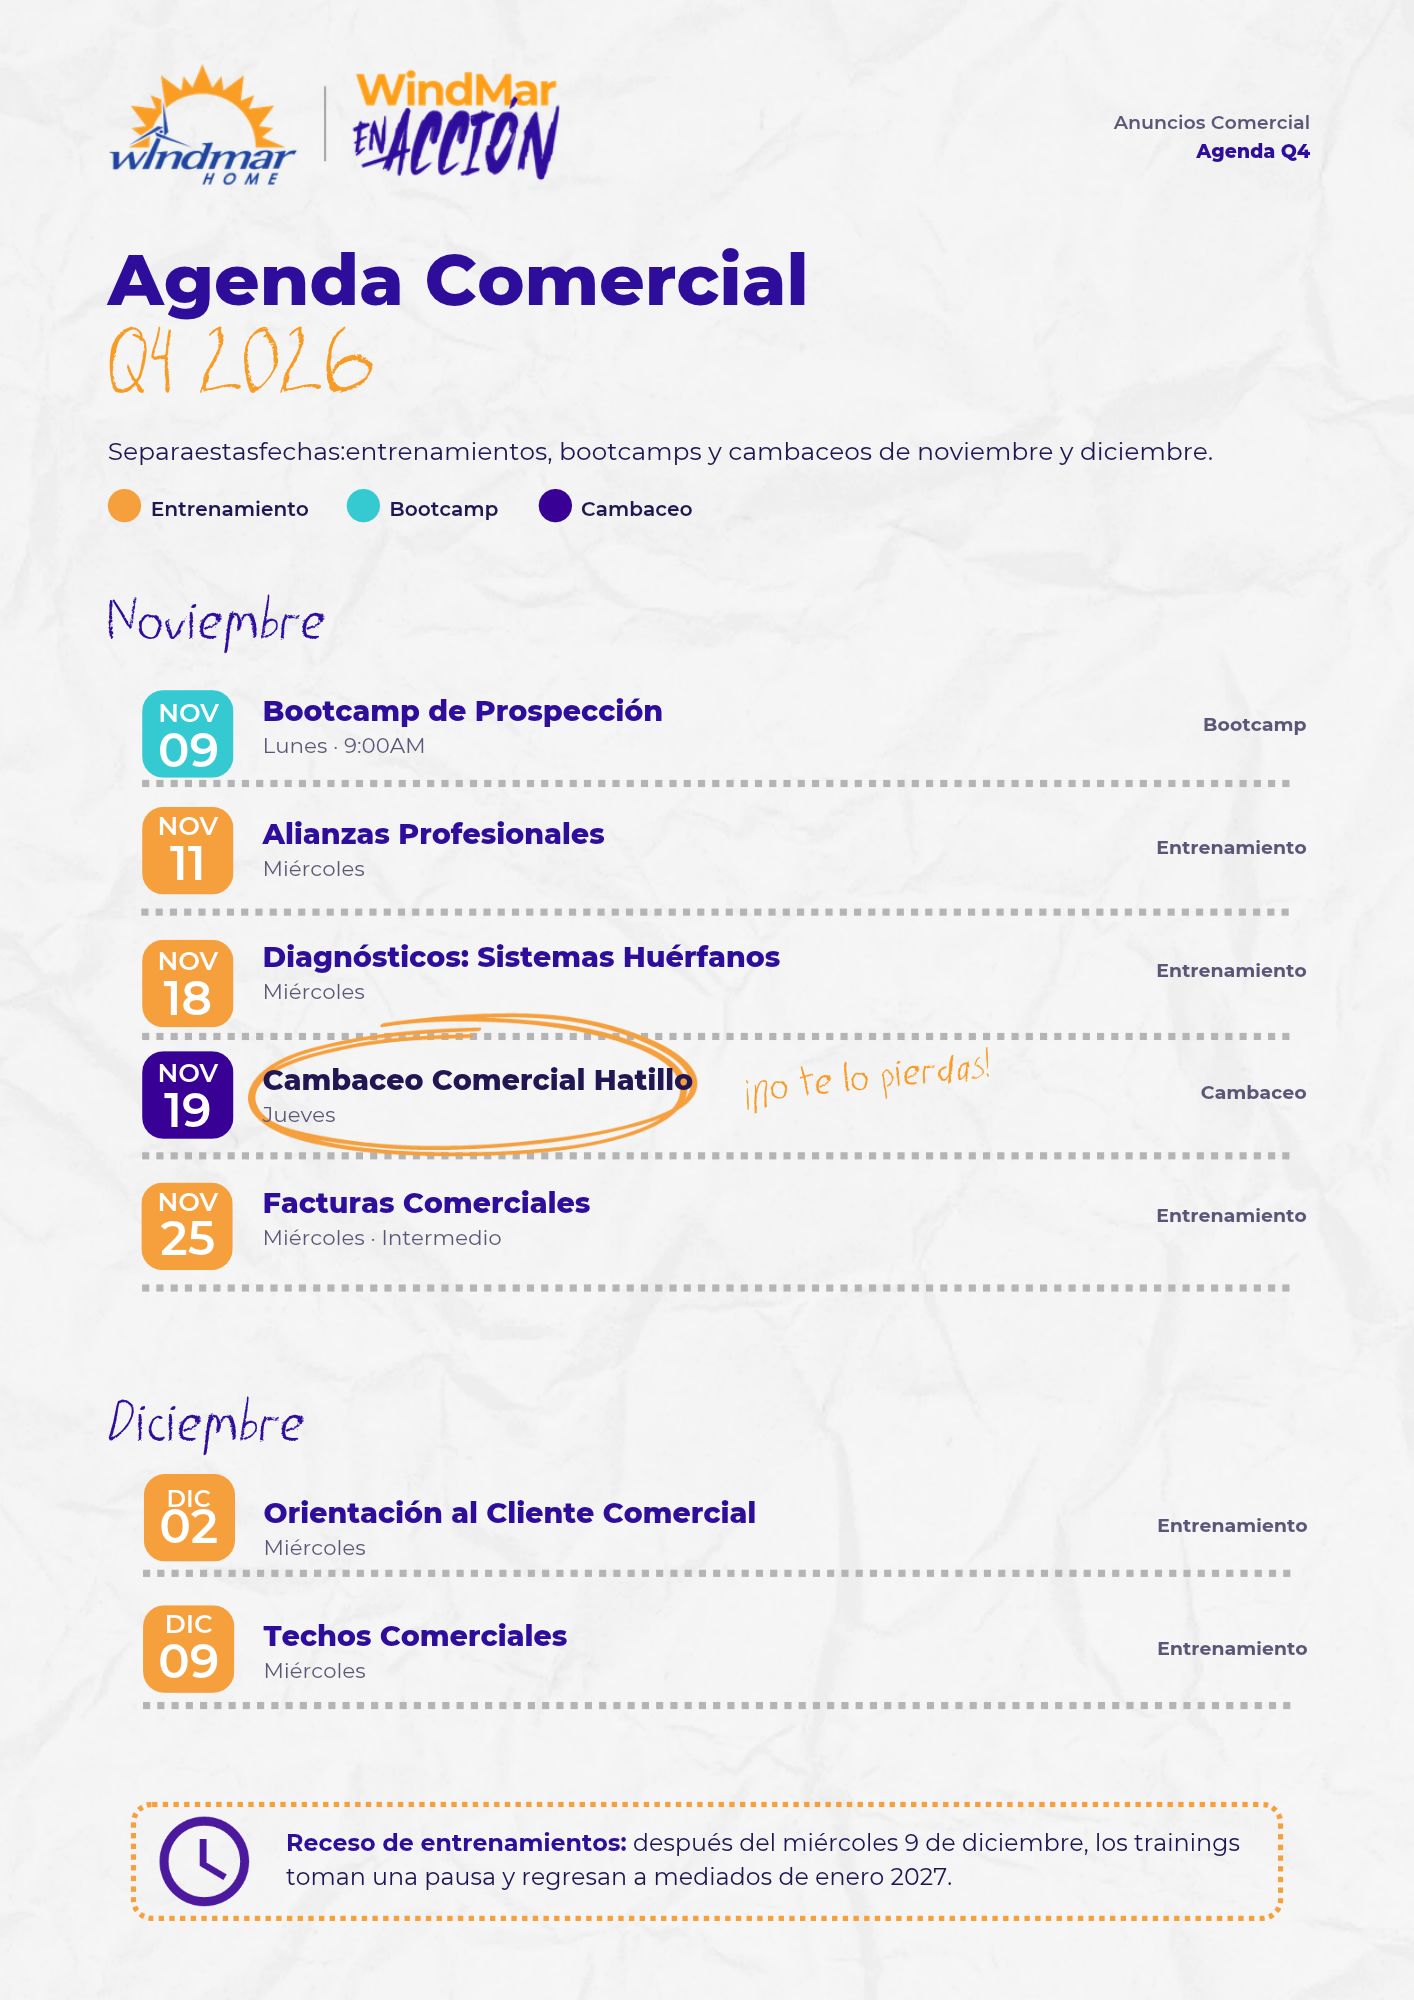 windmar
HOME
WindMar
EN ACCIÓN
Anuncios Comercial
Agenda Q4
Agenda Comercial
Q4 2026
Separaestasfechas:entrenamientos, bootcamps y cambaceos de noviembre y diciembre.
Entrenamiento Bootcamp Cambaceo
Noviembre
NOV
09
Bootcamp de Prospección
Lunes · 9:00AM
Bootcamp
NOV
11
Alianzas Profesionales
Miércoles
Entrenamiento
NOV
18
Diagnósticos: Sistemas Huérfanos
Miércoles
Entrenamiento
NOV
19
Cambaceo Comercial Hatillo
Jueves
¡no te lo pierdas!
Cambaceo
NOV
25
Facturas Comerciales
Miércoles · Intermedio
Entrenamiento
Diciembre
DIC
02
Orientación al Cliente Comercial
Miércoles
Entrenamiento
DIC
09
Techos Comerciales
Miércoles
Entrenamiento
Receso de entrenamientos: después del miércoles 9 de diciembre, los trainings
toman una pausa y regresan a mediados de enero 2027.